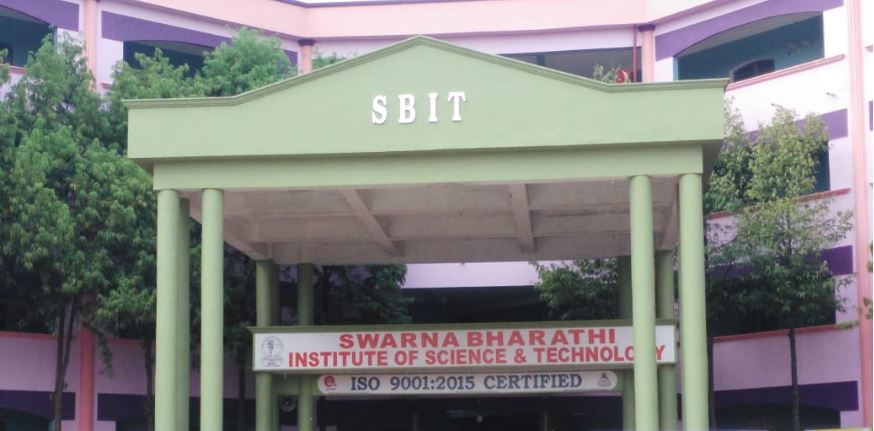 SBIT
SWARNA BHARATHI
INSTITUTE OF SCIENCE & TECHNOLOGY
ISO 9001:2015 CERTIFIED